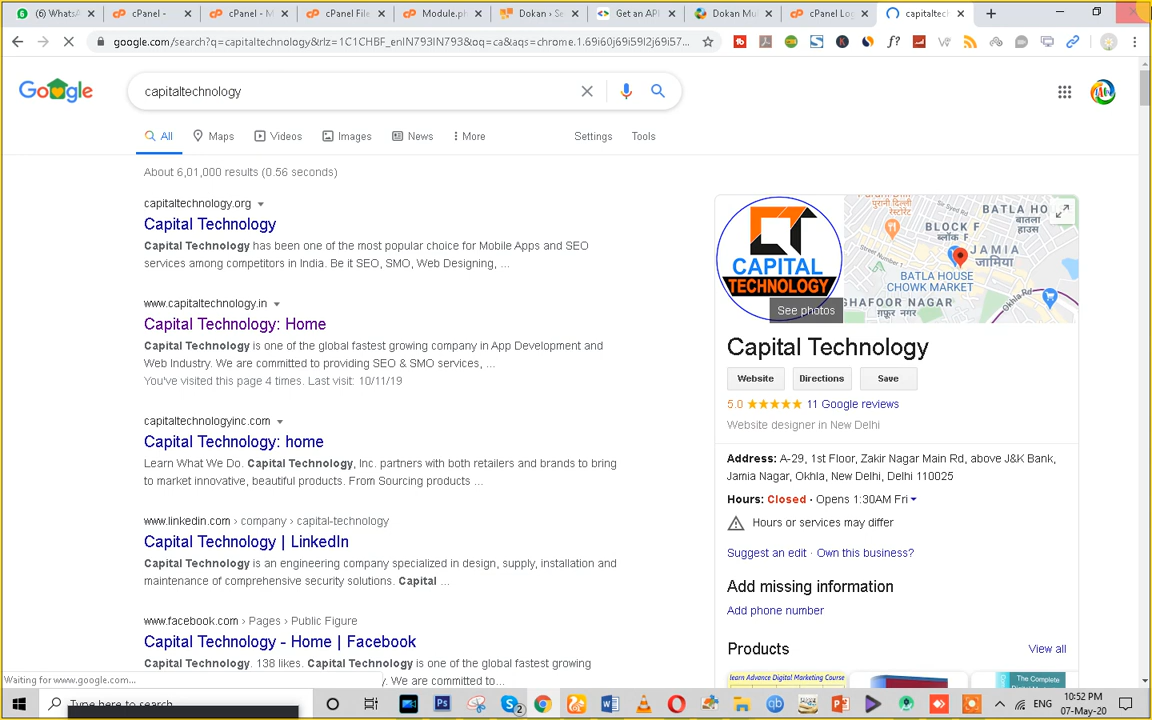 (6) WhatsA
cPanel -
cPanel - M
cPanel File
Module.ph
Dokan › Se
Get an API
Dokan Mu
cPanel Log
capitaltech
google.com/search?q=capitaltechnology&rlz=1C1CHBF_enIN793IN793&oq=ca&aqs=chrome.1.69i60j69i59l2j69i57...
Google
capitaltechnology
All
Maps
Videos
Images
News
More
Settings
Tools
About 6,01,000 results (0.56 seconds)
capitaltechnology.org
Capital Technology
Capital Technology has been one of the most popular choice for Mobile Apps and SEO
services among competitors in India. Be it SEO, SMO, Web Designing, ...
www.capitaltechnology.in
Capital Technology: Home
Capital Technology is one of the global fastest growing company in App Development and
Web Industry. We are committed to providing SEO & SMO services, ...
You've visited this page 4 times. Last visit: 10/11/19
capitaltechnologyinc.com
Capital Technology: home
Learn What We Do. Capital Technology, Inc. partners with both retailers and brands to bring
to market innovative, beautiful products. From Sourcing products ...
www.linkedin.com › company › capital-technology
Capital Technology | LinkedIn
Capital Technology is an engineering company specialized in design, supply, installation and
maintenance of comprehensive security solutions. Capital ...
www.facebook.com › Pages › Public Figure
Capital Technology - Home | Facebook
Capital Technology. 138 likes. Capital Technology is one of the global fastest growing
We are committed to...
CAPITAL
TECHNOLOGY
See photos
पुरानी दिल्ली
स्टोरेंट
BATLA HO
बाटला
हाउस
BLOCK F
ब्लॉक F
JAMIA
जामिया
BATLA HOUSE
CHOWK MARKET
GHAFOOR NAGAR
ग़फ़ूर नगर
Okhla Rd
Capital Technology
Website
Directions
Save
5.0 ★★★★★ 11 Google reviews
Website designer in New Delhi
Address: A-29, 1st Floor, Zakir Nagar Main Rd, above J&K Bank,
Jamia Nagar, Okhla, New Delhi, Delhi 110025
Hours: Closed · Opens 1:30AM Fri
Hours or services may differ
Suggest an edit · Own this business?
Add missing information
Add phone number
Products
View all
learn Advance Digital Marketing Course
The Complete
Waiting for www.google.com...
Type here to search
ENG
10:52 PM
07-May-20